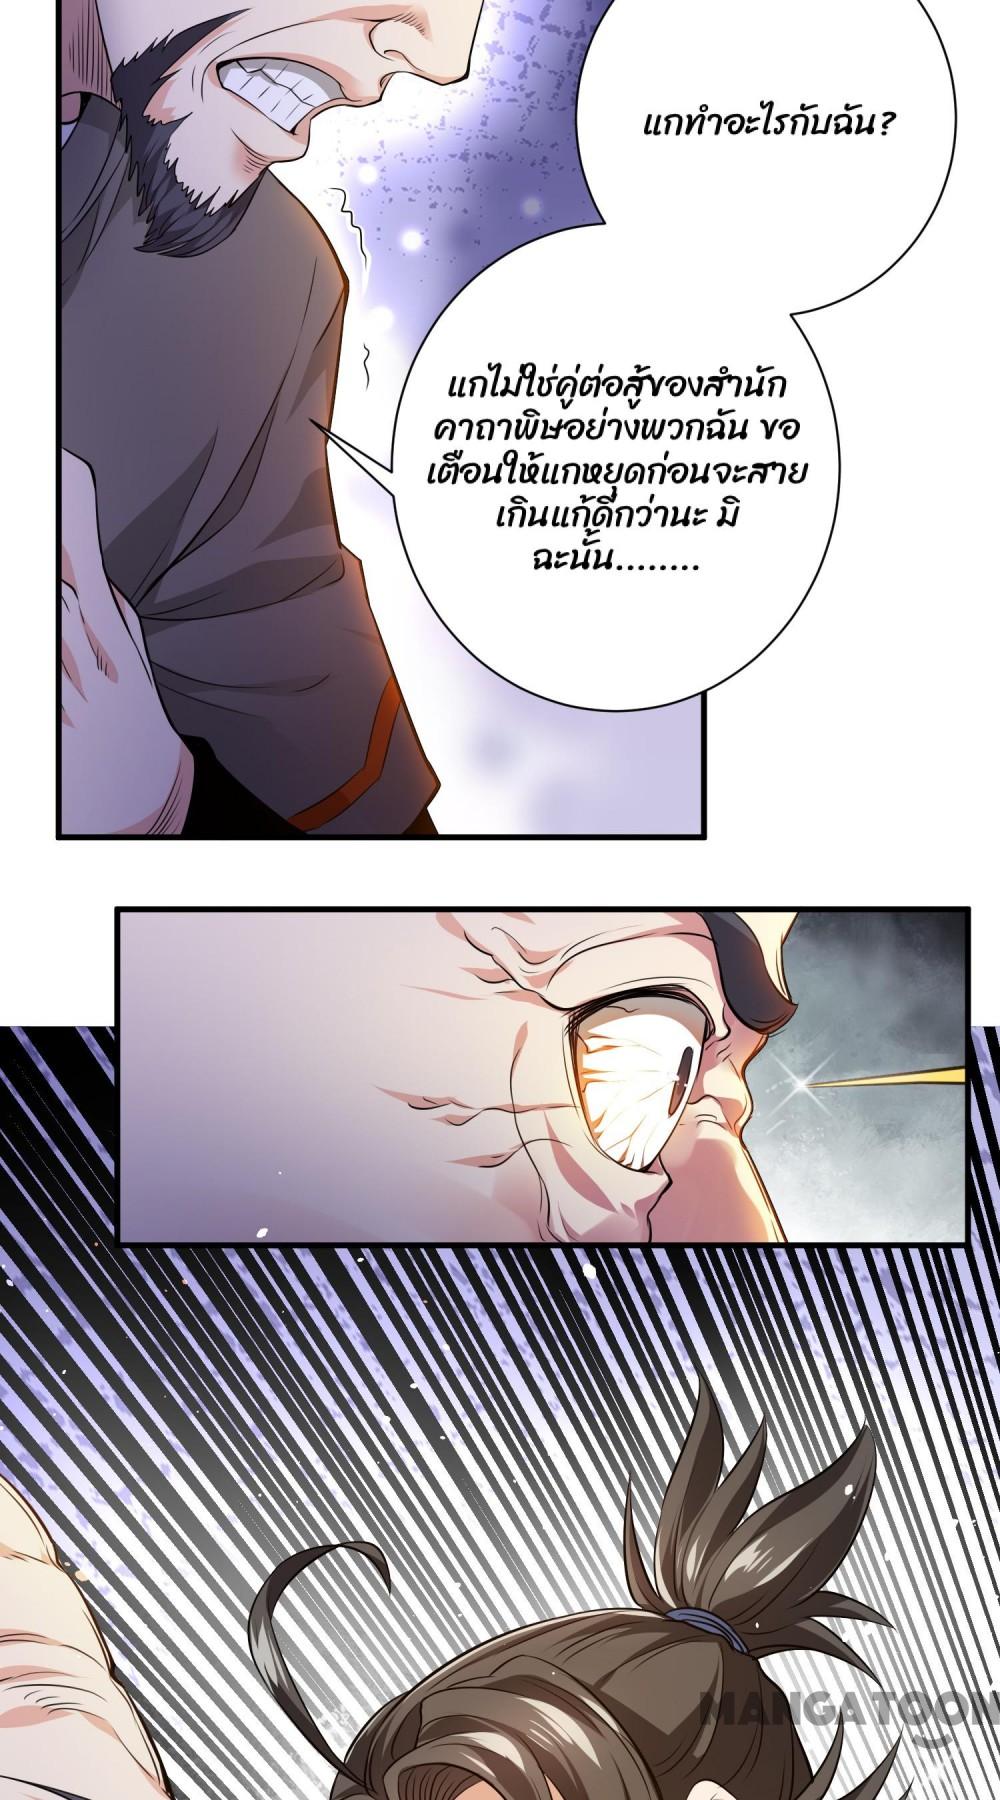 แกทำอะไรกับฉัน?
แกไม่ใช่คู่ต่อสู้ของสำนัก
คาถาพิษอย่างพวกฉัน ขอ
เตือนให้แกหยุดก่อนจะสาย
เกินแก้ดีกว่านะ มิ
ฉะนั้น........
MANGATOON